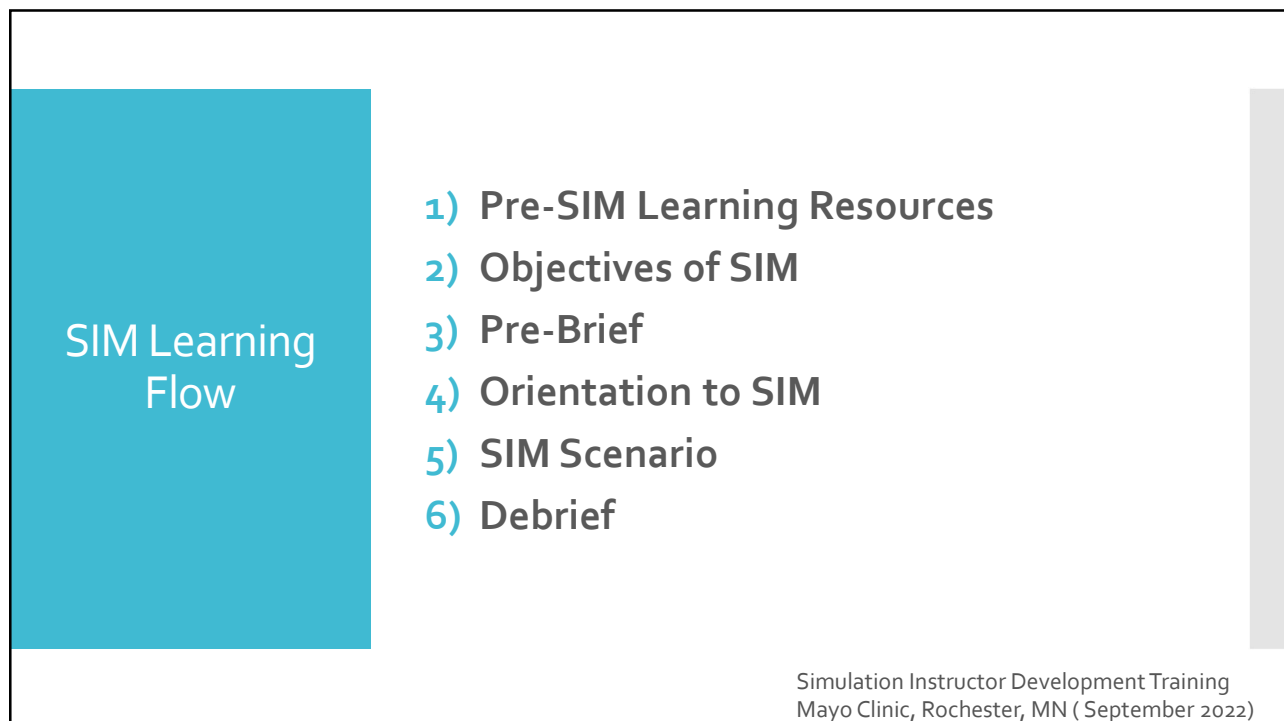 SIM Learning
Flow
1) Pre-SIM Learning Resources
2) Objectives of SIM
3) Pre-Brief
4) Orientation to SIM
5) SIM Scenario
6) Debrief
Simulation Instructor Development Training
Mayo Clinic, Rochester, MN ( September 2022)